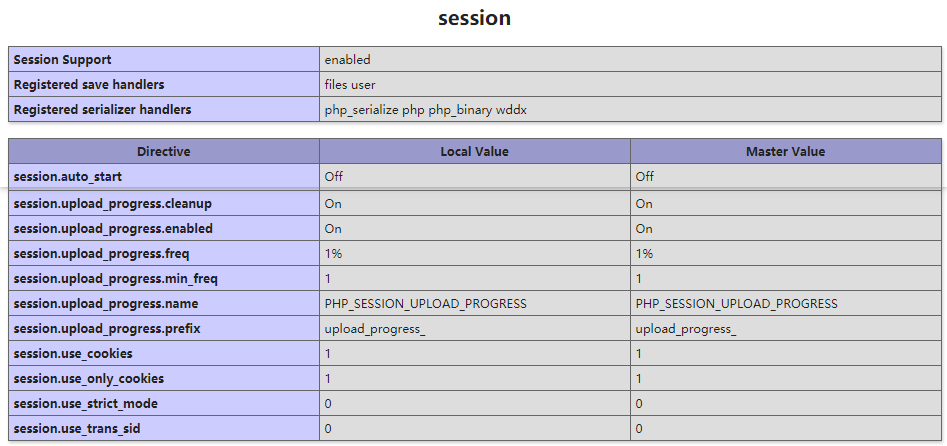 session
Session Support enabled
Registered save handlers files user
Registered serializer handlers php_serialize php php_binary wddx
Directive Local Value Master Value
session.auto_start Off Off
session.upload_progress.cleanup On On
session.upload_progress.enabled On On
session.upload_progress.freq 1% 1%
session.upload_progress.min_freq 1 1
session.upload_progress.name PHP_SESSION_UPLOAD_PROGRESS PHP_SESSION_UPLOAD_PROGRESS
session.upload_progress.prefix upload_progress_ upload_progress_
session.use_cookies 1 1
session.use_only_cookies 1 1
session.use_strict_mode 0 0
session.use_trans_sid 0 0